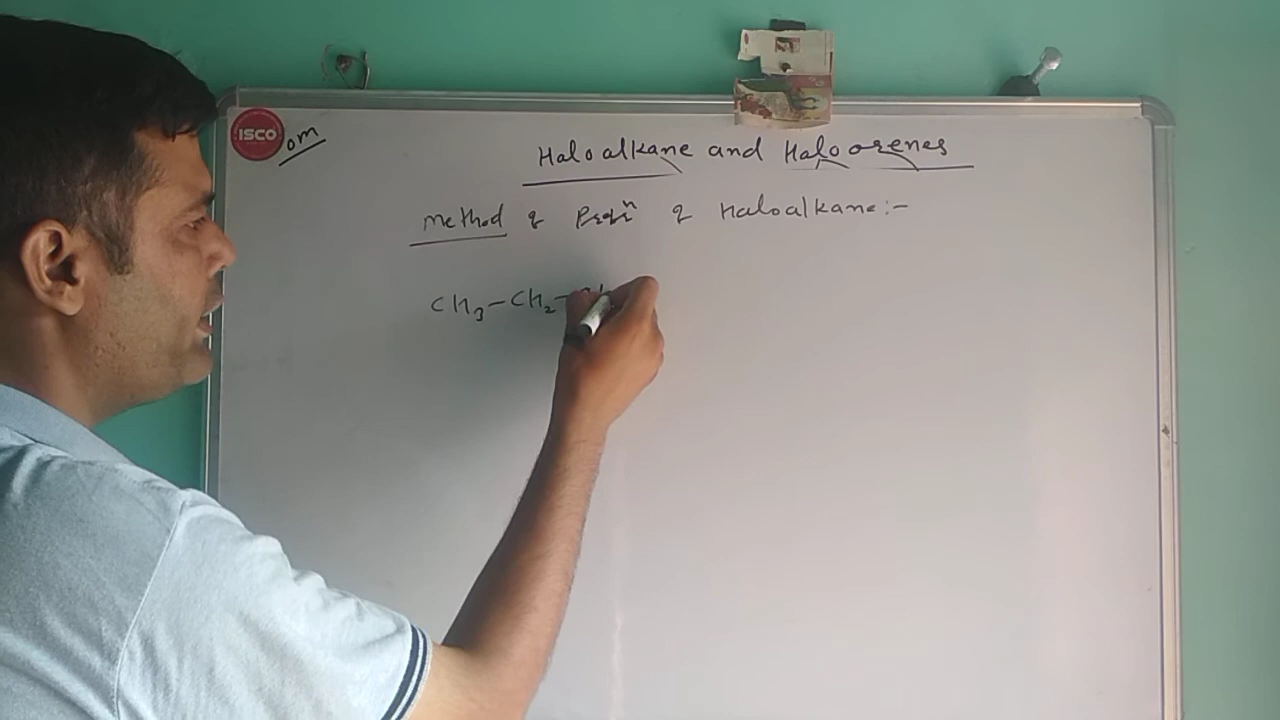 ISCO
om
Haloalkane and Haloarenes
Method of Prepn of Haloalkane:-
CH3-CH2-